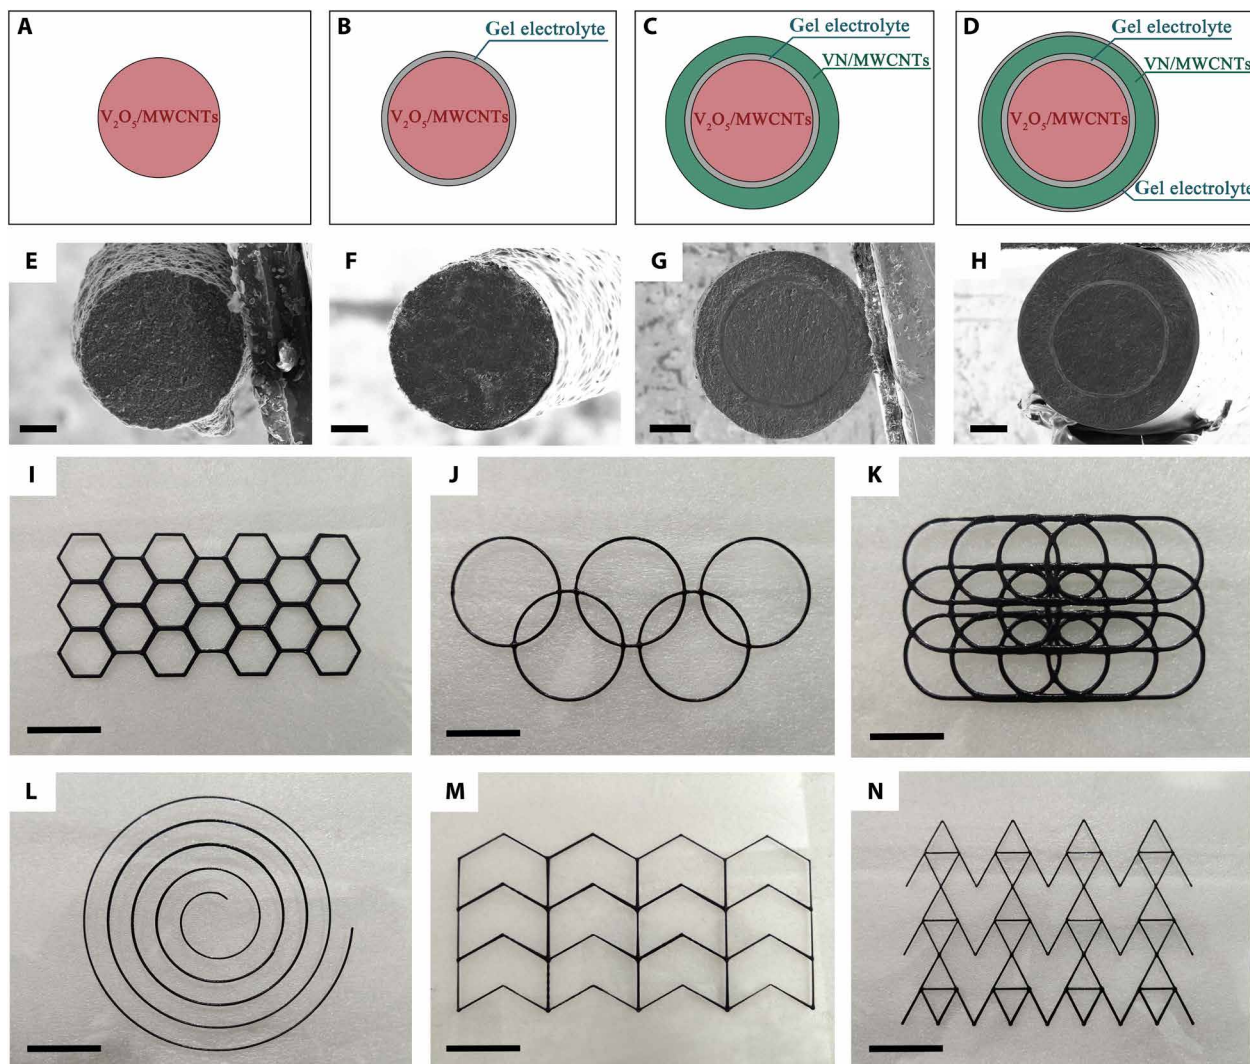 A
V₂O₅/MWCNTs
B
Gel electrolyte
V₂O₅/MWCNTs
C
Gel electrolyte
VN/MWCNTs
V₂O₅/MWCNTs
D
Gel electrolyte
VN/MWCNTs
V₂O₅/MWCNTs
Gel electrolyte
E
F
G
H
I
J
K
L
M
N